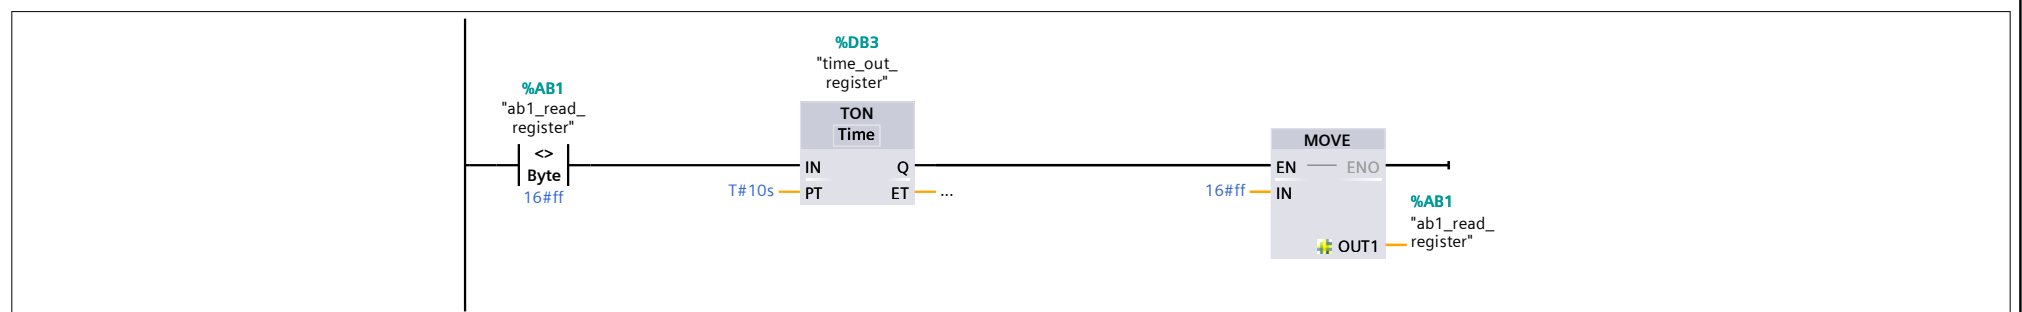 %AB1
"ab1_read_
register"
<>
Byte
16#ff
%DB3
"time_out_
register"
TON
Time
IN Q
T#10s PT ET ...
MOVE
EN ENO
16#ff IN
OUT1
%AB1
"ab1_read_
register"